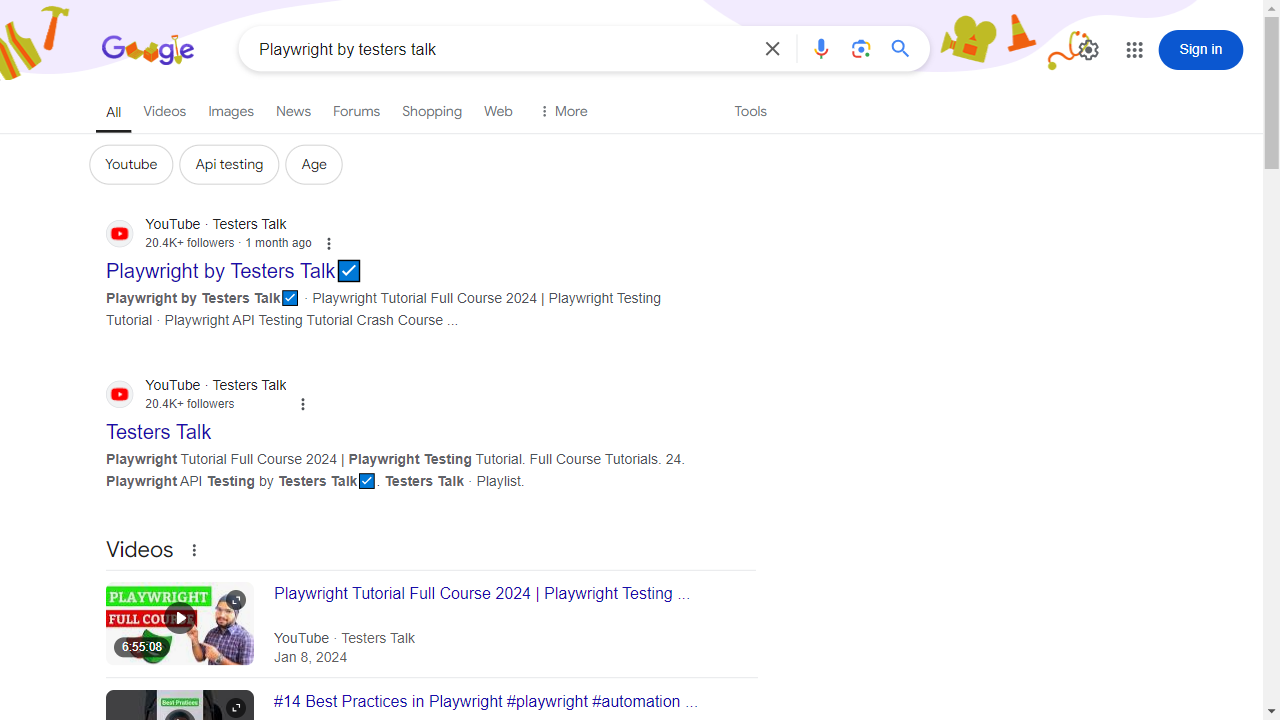 Google
Playwright by testers talk
Sign in
All Videos Images News Forums Shopping Web More Tools
Youtube Api testing Age
YouTube · Testers Talk
20.4K+ followers · 1 month ago
Playwright by Testers Talk☑️
Playwright by Testers Talk☑️ · Playwright Tutorial Full Course 2024 | Playwright Testing
Tutorial · Playwright API Testing Tutorial Crash Course ...
YouTube · Testers Talk
20.4K+ followers
Testers Talk
Playwright Tutorial Full Course 2024 | Playwright Testing Tutorial. Full Course Tutorials. 24.
Playwright API Testing by Testers Talk☑️. Testers Talk · Playlist.
Videos
PLAYWRIGHT
FULL COURSE
6:55:08
Playwright Tutorial Full Course 2024 | Playwright Testing ...
YouTube · Testers Talk
Jan 8, 2024
Best Pratices
#14 Best Practices in Playwright #playwright #automation ...